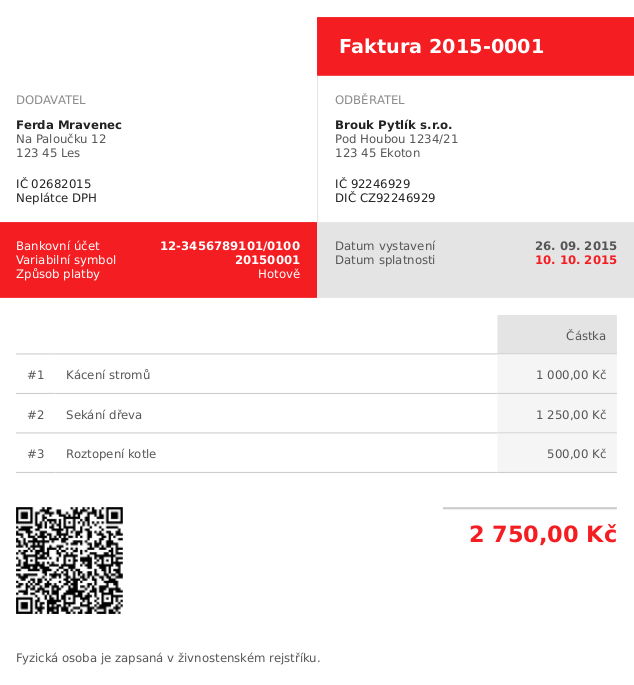 Faktura 2015-0001
DODAVATEL
Ferda Mravenec
Na Paloučku 12
123 45 Les
IČ 02682015
Neplátce DPH
ODBĚRATEL
Brouk Pytlík s.r.o.
Pod Houbou 1234/21
123 45 Ekoton
IČ 92246929
DIČ CZ92246929
Bankovní účet 12-3456789101/0100
Variabilní symbol 20150001
Způsob platby Hotově
Datum vystavení 26. 09. 2015
Datum splatnosti 10. 10. 2015
Částka
#1 Kácení stromů 1 000,00 Kč
#2 Sekání dřeva 1 250,00 Kč
#3 Roztopení kotle 500,00 Kč
2 750,00 Kč
Fyzická osoba je zapsaná v živnostenském rejstříku.